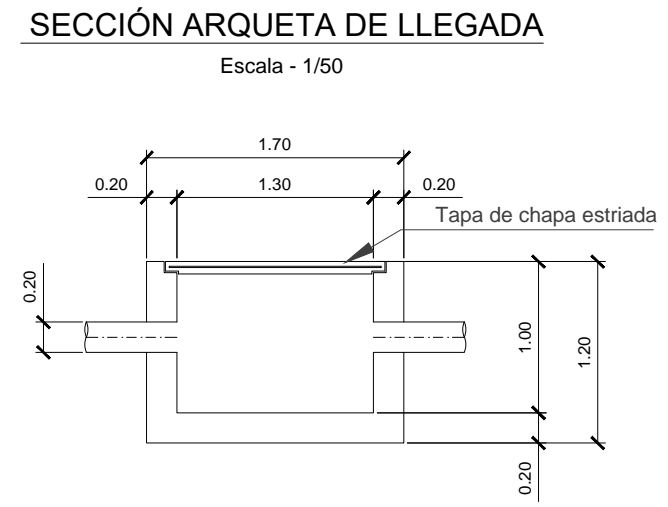 SECCIÓN ARQUETA DE LLEGADA
Escala - 1/50
1.70
0.20
1.30
0.20
Tapa de chapa estriada
0.20
1.00
1.20
0.20